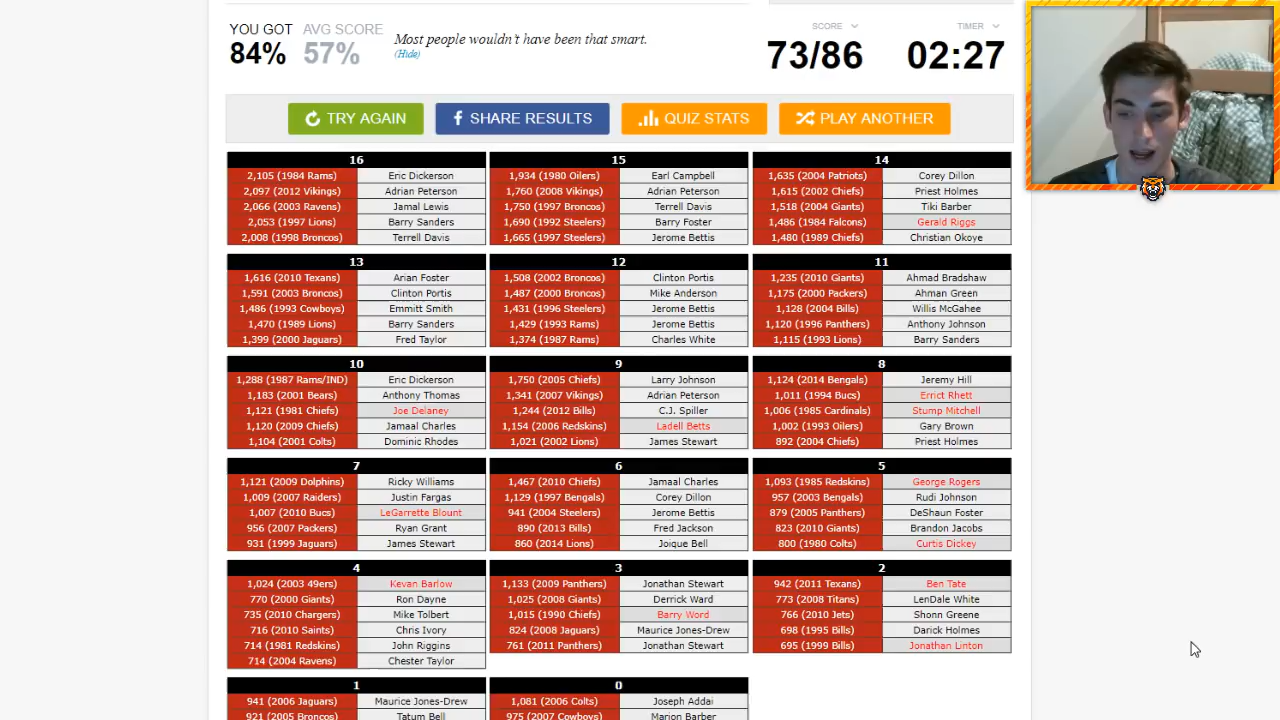 YOU GOT AVG SCORE
84% 57%
Most people wouldn't have been that smart.
(Hide)
SCORE TIMER
73/86 02:27
TRY AGAIN
SHARE RESULTS
QUIZ STATS
PLAY ANOTHER
16
2,105 (1984 Rams) Eric Dickerson
2,097 (2012 Vikings) Adrian Peterson
2,066 (2003 Ravens) Jamal Lewis
2,053 (1997 Lions) Barry Sanders
2,008 (1998 Broncos) Terrell Davis
15
1,934 (1980 Oilers) Earl Campbell
1,760 (2008 Vikings) Adrian Peterson
1,750 (1997 Broncos) Terrell Davis
1,690 (1992 Steelers) Barry Foster
1,665 (1997 Steelers) Jerome Bettis
14
1,635 (2004 Patriots) Corey Dillon
1,615 (2002 Chiefs) Priest Holmes
1,518 (2004 Giants) Tiki Barber
1,486 (1984 Falcons) Gerald Riggs
1,480 (1989 Chiefs) Christian Okoye
13
1,616 (2010 Texans) Arian Foster
1,591 (2003 Broncos) Clinton Portis
1,486 (1993 Cowboys) Emmitt Smith
1,470 (1989 Lions) Barry Sanders
1,399 (2000 Jaguars) Fred Taylor
12
1,508 (2002 Broncos) Clinton Portis
1,487 (2000 Broncos) Mike Anderson
1,431 (1996 Steelers) Jerome Bettis
1,429 (1993 Rams) Jerome Bettis
1,374 (1987 Rams) Charles White
11
1,235 (2010 Giants) Ahmad Bradshaw
1,175 (2000 Packers) Ahman Green
1,128 (2004 Bills) Willis McGahee
1,120 (1996 Panthers) Anthony Johnson
1,115 (1993 Lions) Barry Sanders
10
1,288 (1987 Rams/IND) Eric Dickerson
1,183 (2001 Bears) Anthony Thomas
1,121 (1981 Chiefs) Joe Delaney
1,120 (2009 Chiefs) Jamaal Charles
1,104 (2001 Colts) Dominic Rhodes
9
1,750 (2005 Chiefs) Larry Johnson
1,341 (2007 Vikings) Adrian Peterson
1,244 (2012 Bills) C.J. Spiller
1,154 (2006 Redskins) Ladell Betts
1,021 (2002 Lions) James Stewart
8
1,124 (2014 Bengals) Jeremy Hill
1,011 (1994 Bucs) Errict Rhett
1,006 (1985 Cardinals) Stump Mitchell
1,002 (1993 Oilers) Gary Brown
892 (2004 Chiefs) Priest Holmes
7
1,121 (2009 Dolphins) Ricky Williams
1,009 (2007 Raiders) Justin Fargas
1,007 (2010 Bucs) LeGarrette Blount
956 (2007 Packers) Ryan Grant
931 (1999 Jaguars) James Stewart
6
1,467 (2010 Chiefs) Jamaal Charles
1,129 (1997 Bengals) Corey Dillon
941 (2004 Steelers) Jerome Bettis
890 (2013 Bills) Fred Jackson
860 (2014 Lions) Joique Bell
5
1,093 (1985 Redskins) George Rogers
957 (2003 Bengals) Rudi Johnson
879 (2005 Panthers) DeShaun Foster
823 (2010 Giants) Brandon Jacobs
800 (1980 Colts) Curtis Dickey
4
1,024 (2003 49ers) Kevan Barlow
770 (2000 Giants) Ron Dayne
735 (2010 Chargers) Mike Tolbert
716 (2010 Saints) Chris Ivory
714 (1981 Redskins) John Riggins
714 (2004 Ravens) Chester Taylor
3
1,133 (2009 Panthers) Jonathan Stewart
1,025 (2008 Giants) Derrick Ward
1,015 (1990 Chiefs) Barry Word
824 (2008 Jaguars) Maurice Jones-Drew
761 (2011 Panthers) Jonathan Stewart
2
942 (2011 Texans) Ben Tate
773 (2008 Titans) LenDale White
766 (2010 Jets) Shonn Greene
698 (1995 Bills) Darick Holmes
695 (1999 Bills) Jonathan Linton
1
941 (2006 Jaguars) Maurice Jones-Drew
921 (2005 Broncos) Tatum Bell
0
1,081 (2006 Colts) Joseph Addai
975 (2007 Cowboys) Marion Barber